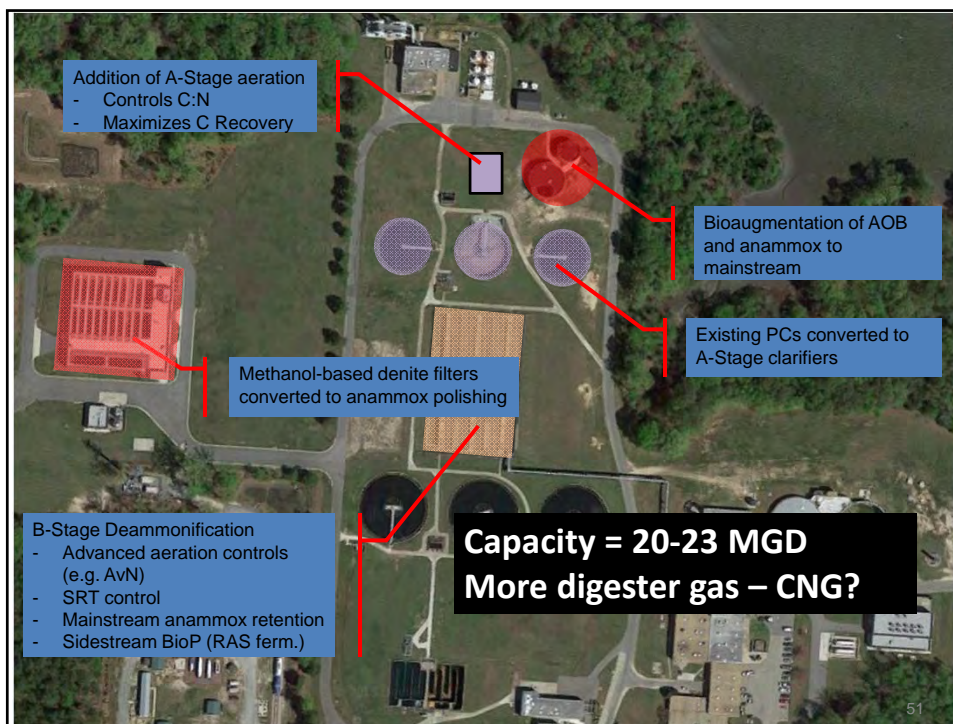 Addition of A-Stage aeration
- Controls C:N
- Maximizes C Recovery
Bioaugmentation of AOB
and anammox to
mainstream
Existing PCs converted to
A-Stage clarifiers
Methanol-based denite filters
converted to anammox polishing
B-Stage Deammonification
- Advanced aeration controls
(e.g. AvN)
- SRT control
- Mainstream anammox retention
- Sidestream BioP (RAS ferm.)
Capacity = 20-23 MGD
More digester gas – CNG?
51